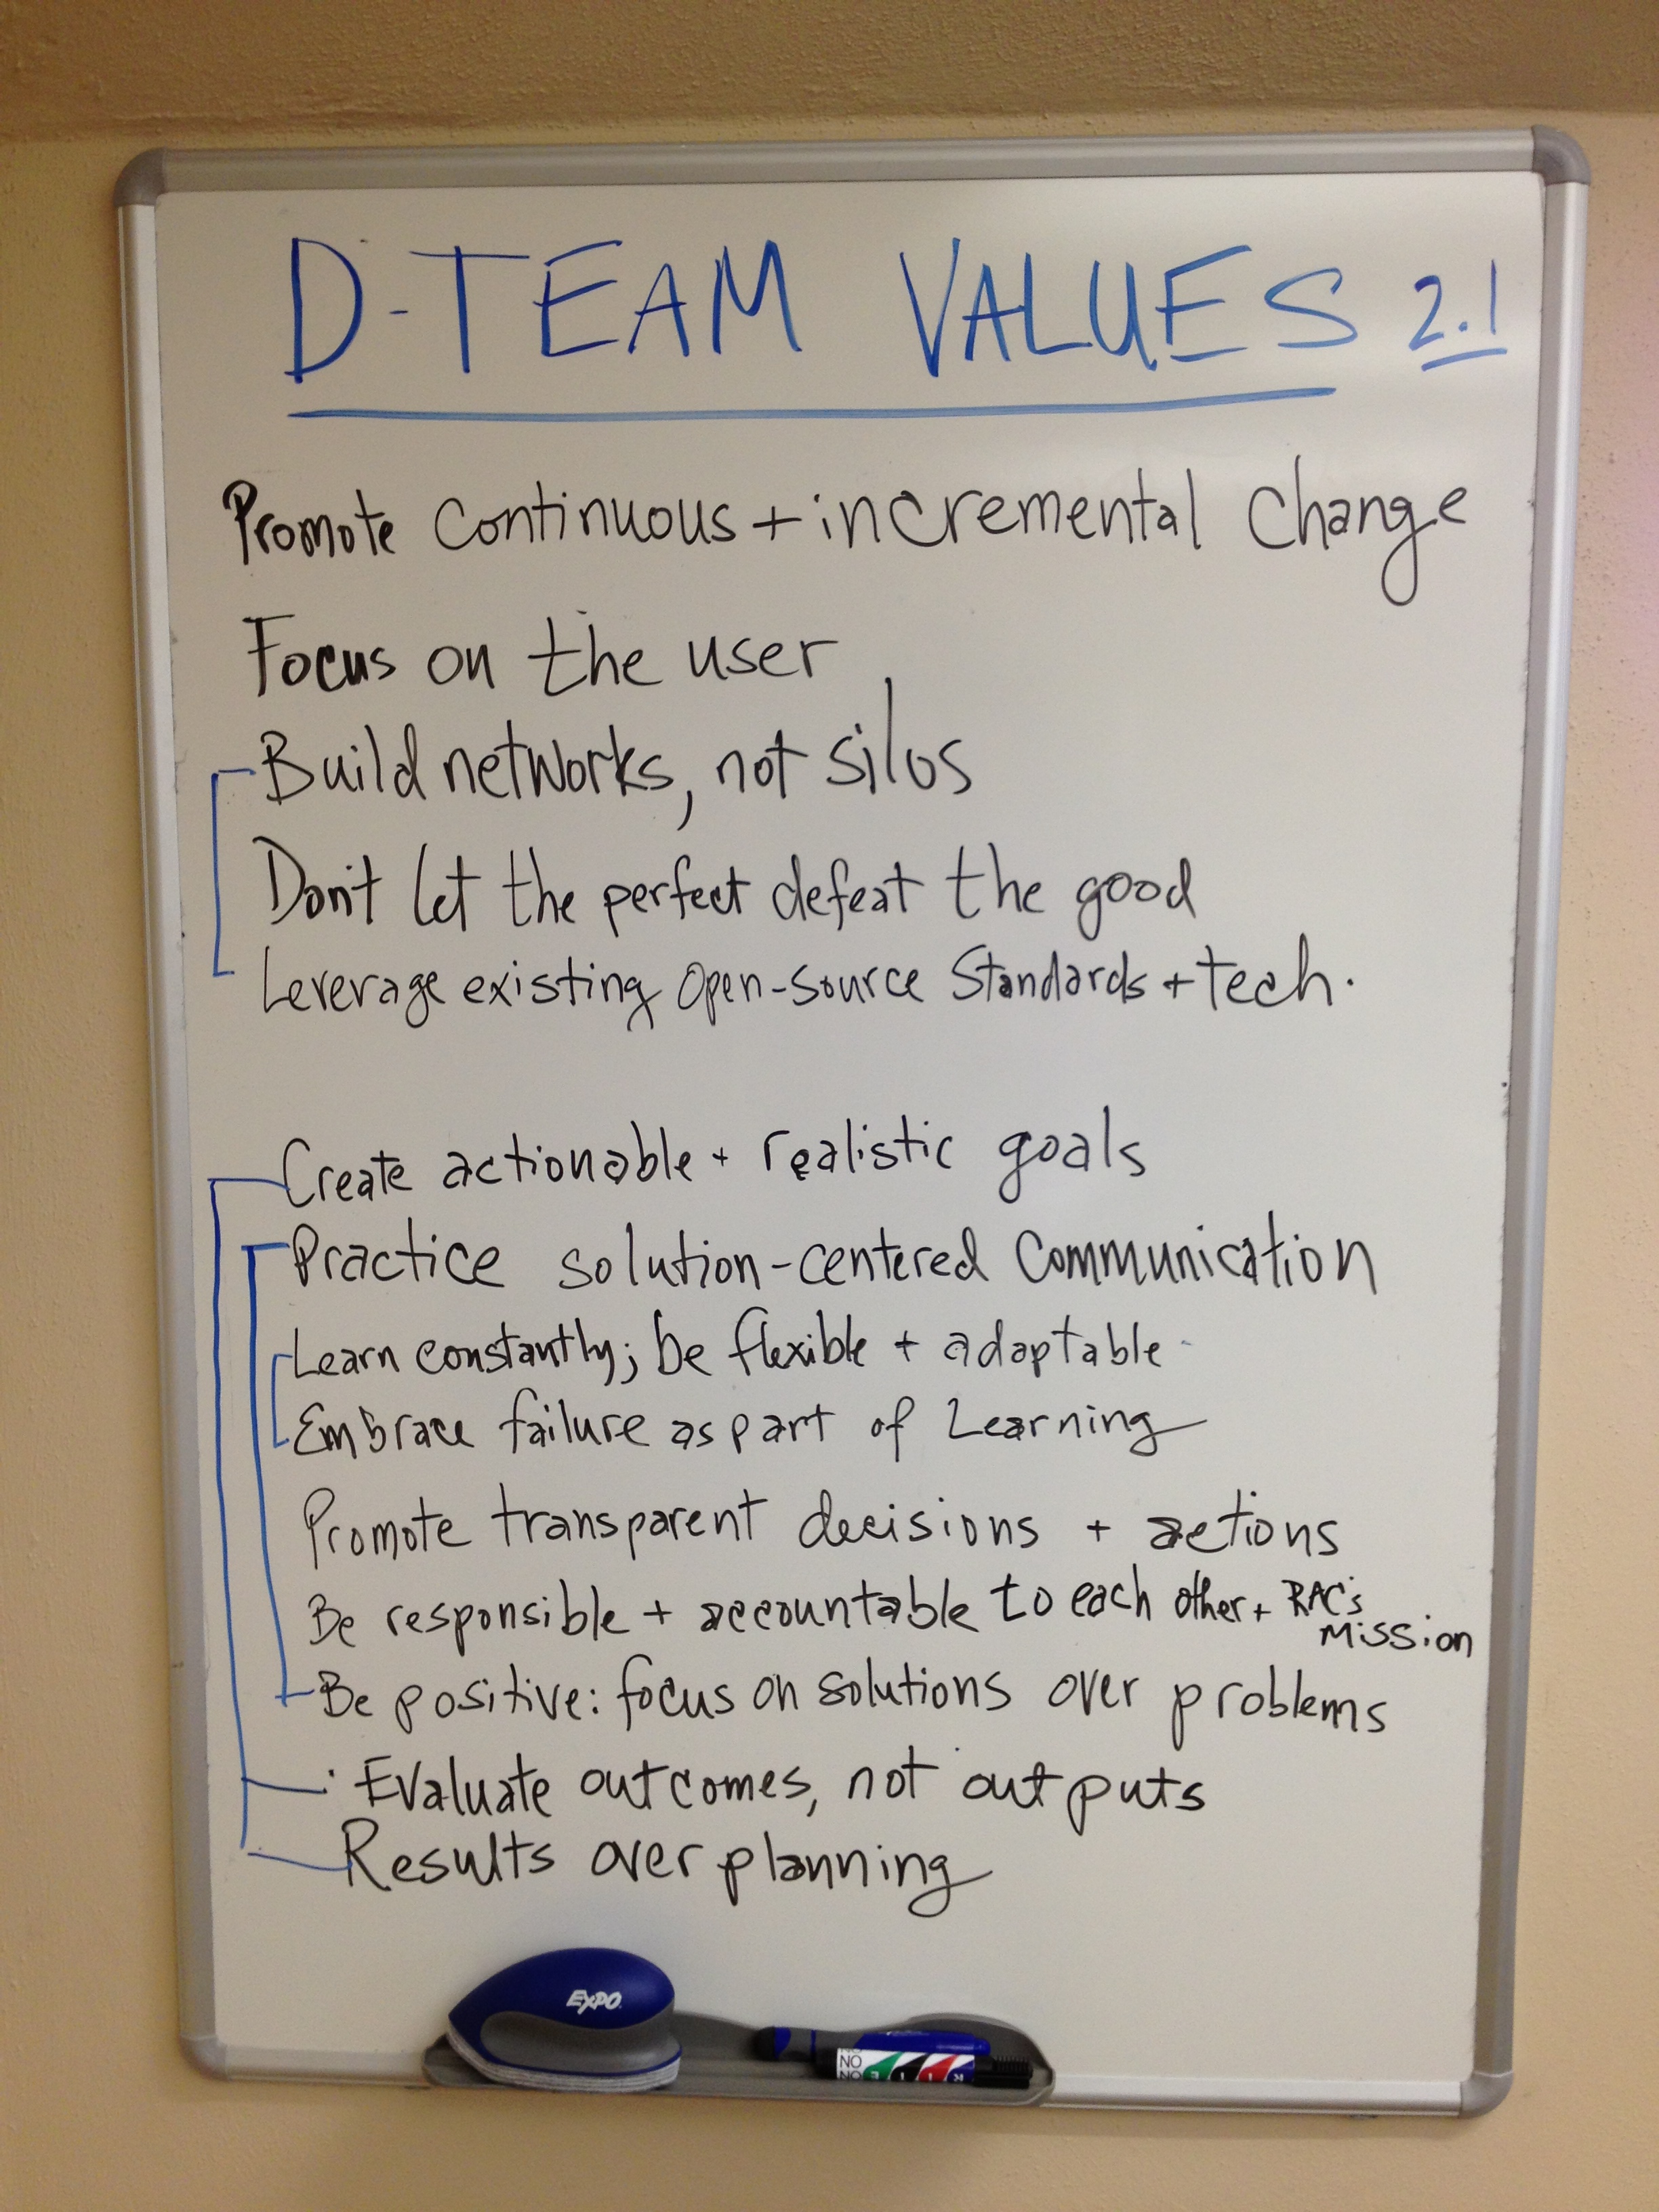 D-TEAM VALUES 2.1
Promote continuous + incremental change
Focus on the user
Build networks, not silos
Don't let the perfect defeat the good
Leverage existing open-source standards + tech.
Create actionable + realistic goals
Practice solution-centered communication
Learn constantly; be flexible + adaptable
Embrace failure as part of Learning
Promote transparent decisions + actions
Be responsible + accountable to each other + RAC's
Mission
Be positive: focus on solutions over problems
· Evaluate outcomes, not outputs
Results over planning
EXPO
NO